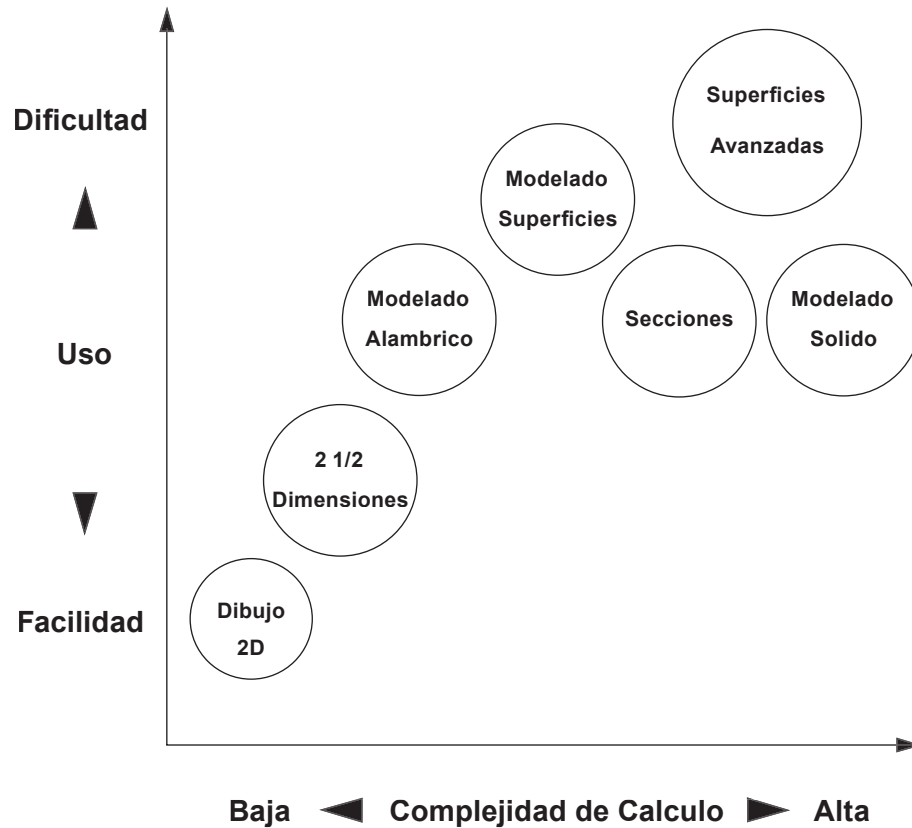 Superficies
Avanzadas
Dificultad
Modelado
Superficies
Modelado
Alambrico
Secciones
Modelado
Solido
Uso
2 1/2
Dimensiones
Dibujo
2D
Facilidad
Baja Complejidad de Calculo Alta